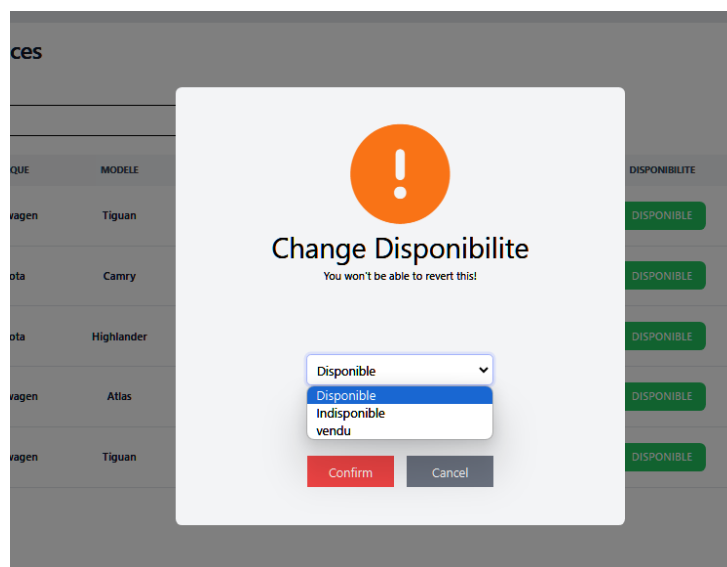 ces
QUE MODELE DISPONIBILITE
wagen Tiguan DISPONIBLE
ota Camry DISPONIBLE
ota Highlander DISPONIBLE
wagen Atlas DISPONIBLE
wagen Tiguan DISPONIBLE
!
Change Disponibilite
You won't be able to revert this!
Disponible
Disponible
Indisponible
vendu
Confirm Cancel